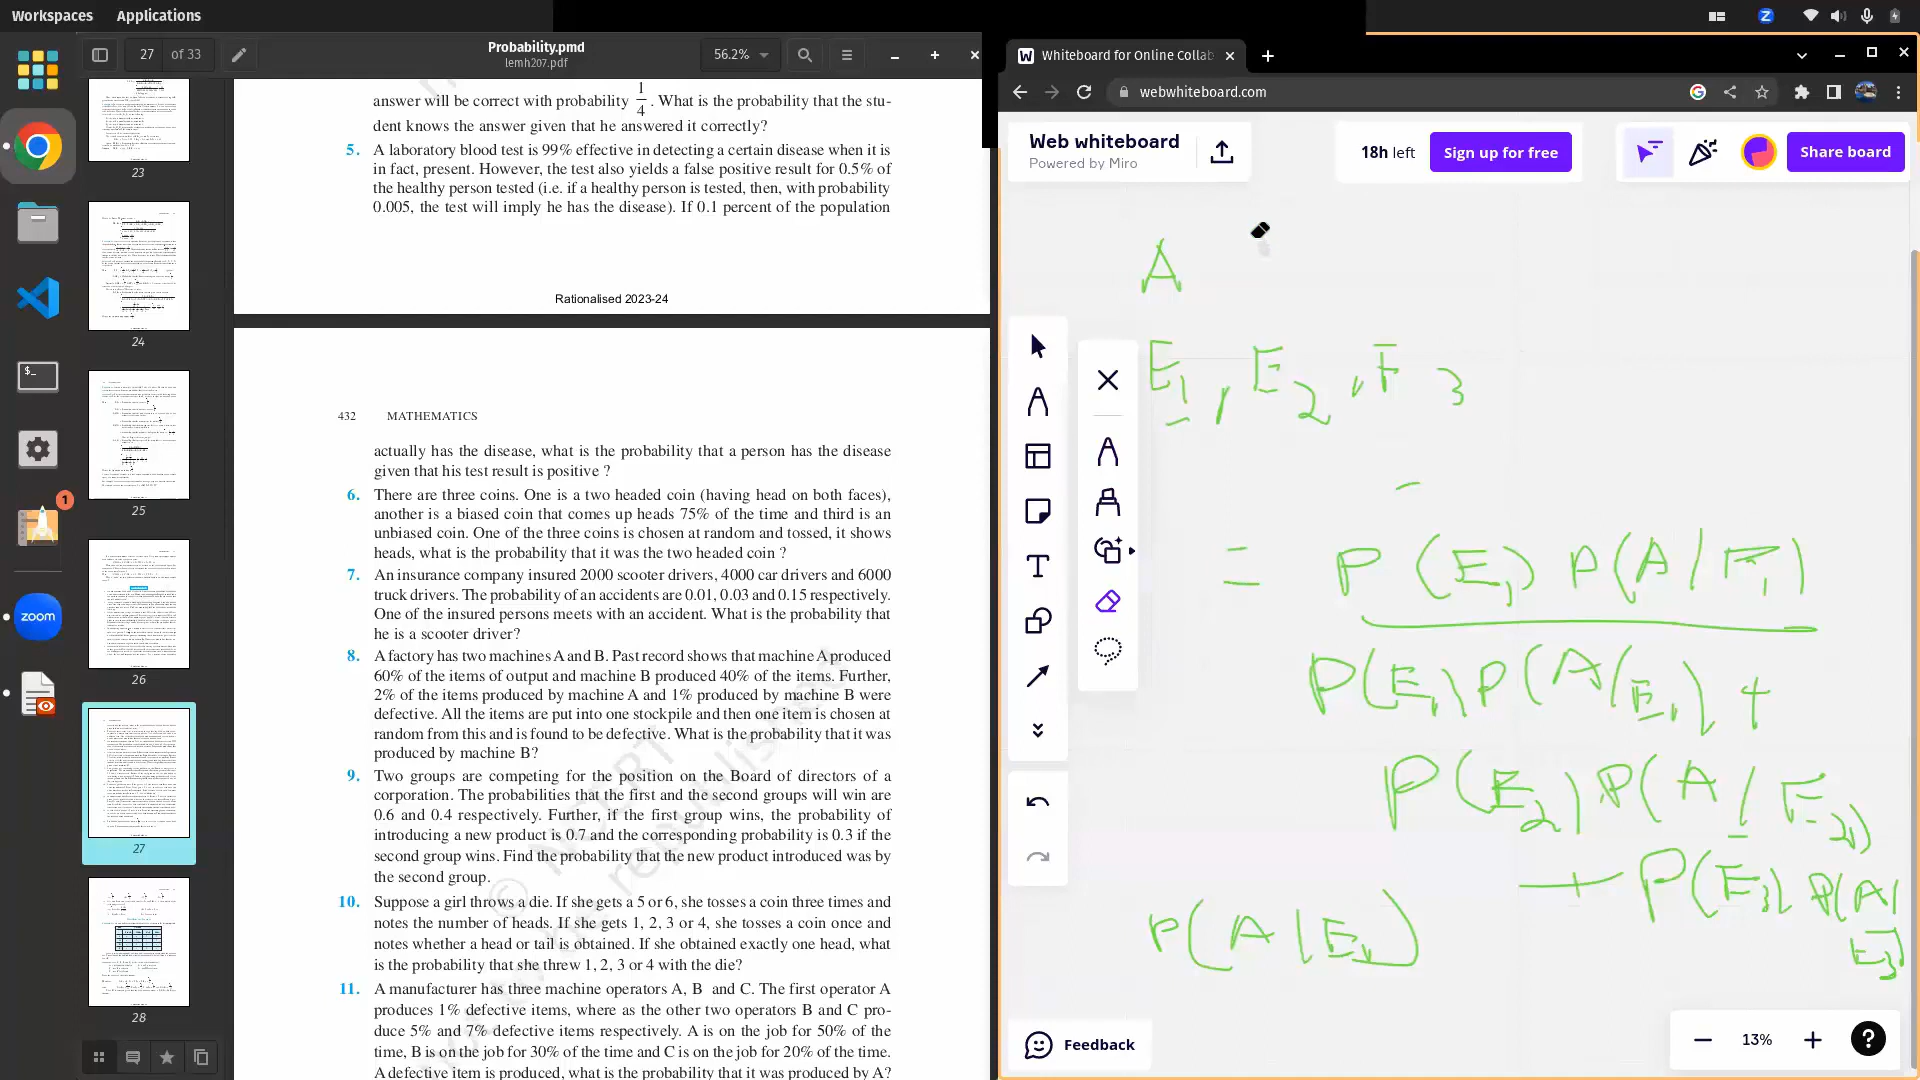 Workspaces Applications
27 of 33
Probability.pmd
lemh207.pdf
56.2%
23
24
25
26
27
28
answer will be correct with probability 1/4. What is the probability that the stu-
dent knows the answer given that he answered it correctly?
5. A laboratory blood test is 99% effective in detecting a certain disease when it is
in fact, present. However, the test also yields a false positive result for 0.5% of
the healthy person tested (i.e. if a healthy person is tested, then, with probability
0.005, the test will imply he has the disease). If 0.1 percent of the population
Rationalised 2023-24
432 MATHEMATICS
actually has the disease, what is the probability that a person has the disease
given that his test result is positive ?
6. There are three coins. One is a two headed coin (having head on both faces),
another is a biased coin that comes up heads 75% of the time and third is an
unbiased coin. One of the three coins is chosen at random and tossed, it shows
heads, what is the probability that it was the two headed coin ?
7. An insurance company insured 2000 scooter drivers, 4000 car drivers and 6000
truck drivers. The probability of an accidents are 0.01, 0.03 and 0.15 respectively.
One of the insured persons meets with an accident. What is the probability that
he is a scooter driver?
8. A factory has two machines A and B. Past record shows that machine A produced
60% of the items of output and machine B produced 40% of the items. Further,
2% of the items produced by machine A and 1% produced by machine B were
defective. All the items are put into one stockpile and then one item is chosen at
random from this and is found to be defective. What is the probability that it was
produced by machine B?
9. Two groups are competing for the position on the Board of directors of a
corporation. The probabilities that the first and the second groups will win are
0.6 and 0.4 respectively. Further, if the first group wins, the probability of
introducing a new product is 0.7 and the corresponding probability is 0.3 if the
second group wins. Find the probability that the new product introduced was by
the second group.
10. Suppose a girl throws a die. If she gets a 5 or 6, she tosses a coin three times and
notes the number of heads. If she gets 1, 2, 3 or 4, she tosses a coin once and
notes whether a head or tail is obtained. If she obtained exactly one head, what
is the probability that she threw 1, 2, 3 or 4 with the die?
11. A manufacturer has three machine operators A, B and C. The first operator A
produces 1% defective items, where as the other two operators B and C pro-
duce 5% and 7% defective items respectively. A is on the job for 50% of the
time, B is on the job for 30% of the time and C is on the job for 20% of the time.
A defective item is produced, what is the probability that it was produced by A?
© NCERT
1
zoom
Whiteboard for Online Collab
webwhiteboard.com
Web whiteboard
Powered by Miro
18h left
Sign up for free
Share board
A
E1, E2, F 3
= P(E1) P(A/E1)
P(E1) P(A/E1) +
P(E2) P(A/E2)
+ P(E3) P(A/
E3)
P(A|E1)
Feedback
13%